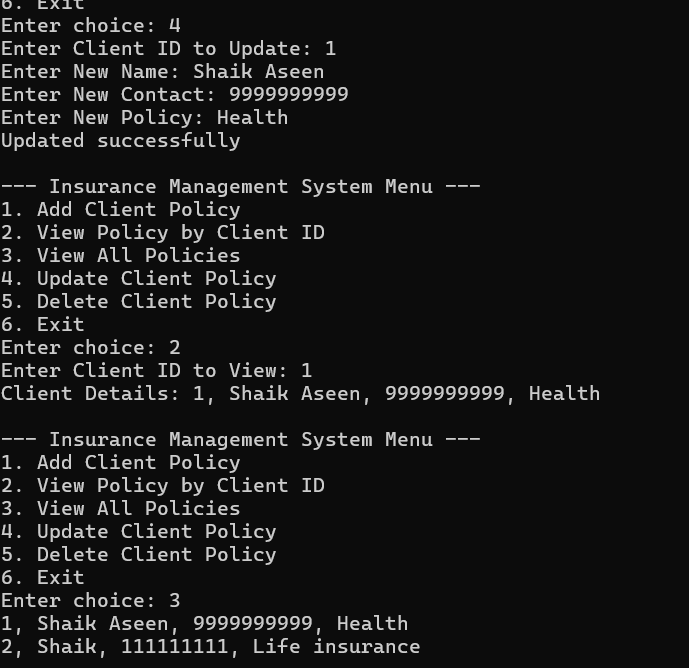 6. Exit
Enter choice: 4
Enter Client ID to Update: 1
Enter New Name: Shaik Aseen
Enter New Contact: 9999999999
Enter New Policy: Health
Updated successfully
--- Insurance Management System Menu ---
1. Add Client Policy
2. View Policy by Client ID
3. View All Policies
4. Update Client Policy
5. Delete Client Policy
6. Exit
Enter choice: 2
Enter Client ID to View: 1
Client Details: 1, Shaik Aseen, 9999999999, Health
--- Insurance Management System Menu ---
1. Add Client Policy
2. View Policy by Client ID
3. View All Policies
4. Update Client Policy
5. Delete Client Policy
6. Exit
Enter choice: 3
1, Shaik Aseen, 9999999999, Health
2, Shaik, 111111111, Life insurance